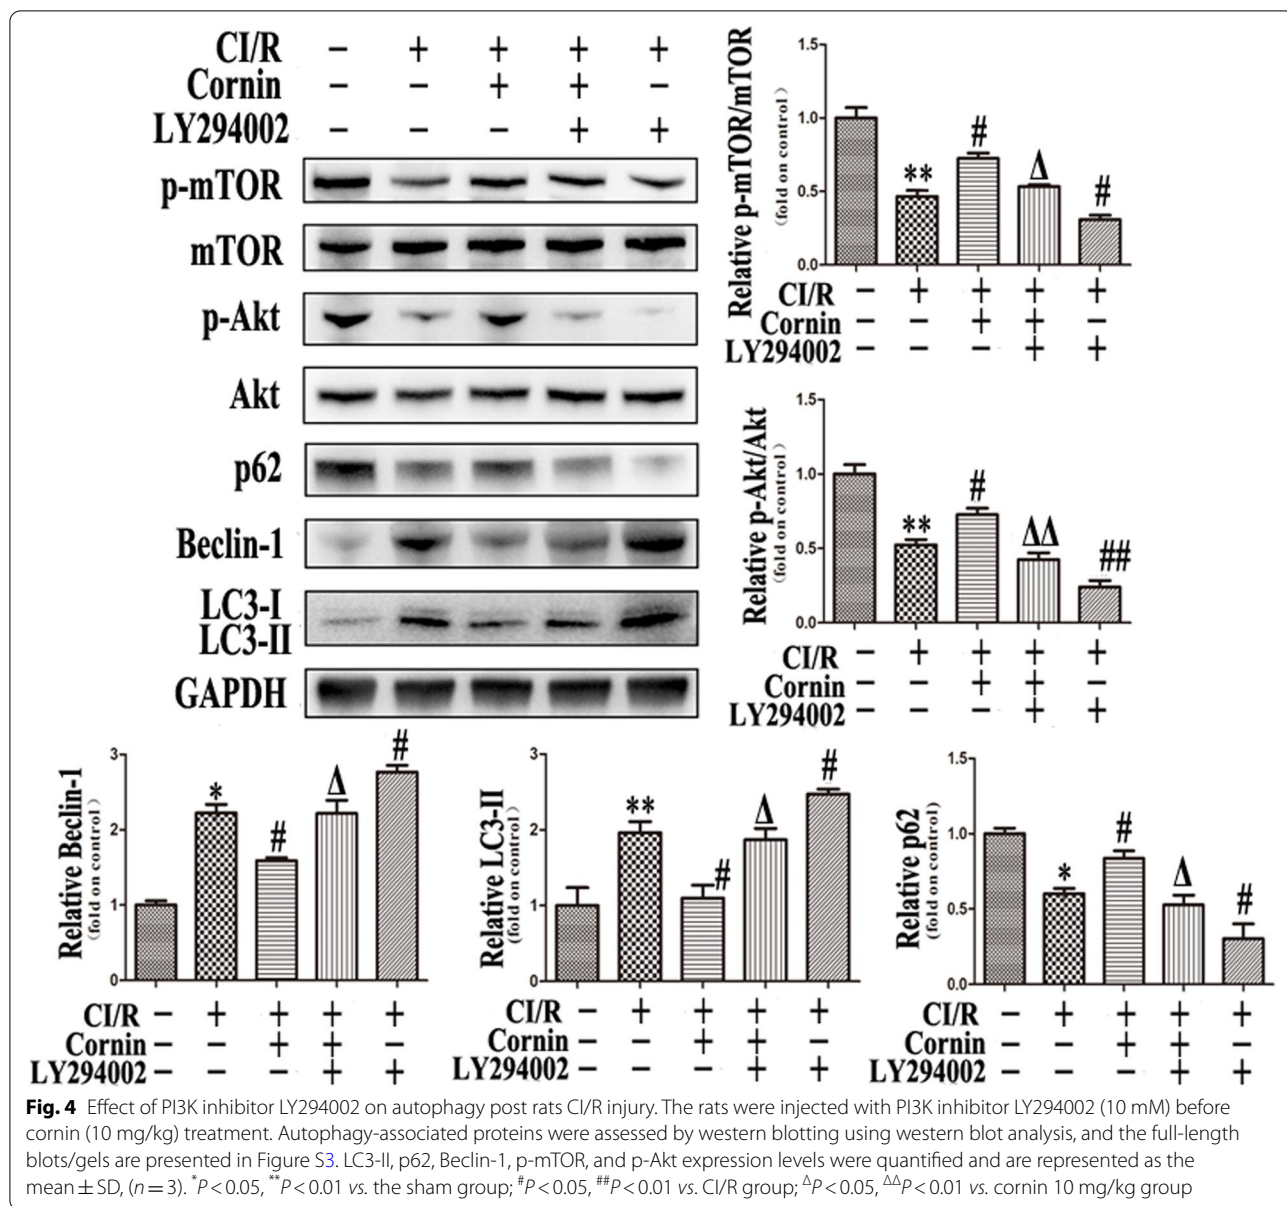 CI/R − + + + +
Cornin − − + + −
LY294002 − − − + +
p-mTOR
mTOR
p-Akt
Akt
p62
Beclin-1
LC3-I
LC3-II
GAPDH
Relative p-mTOR/mTOR
(fold on control)
1.5
1.0
0.5
0.0
** # Δ #
CI/R − + + + +
Cornin − − + + −
LY294002 − − − + +
Relative p-Akt/Akt
(fold on control)
1.5
1.0
0.5
0.0
** # ΔΔ ##
CI/R − + + + +
Cornin − − + + −
LY294002 − − − + +
Relative Beclin-1
(fold on control)
3
2
1
0
* # Δ #
CI/R − + + + +
Cornin − − + + −
LY294002 − − − + +
Relative LC3-II
(fold on control)
3
2
1
0
** # Δ #
CI/R − + + + +
Cornin − − + + −
LY294002 − − − + +
Relative p62
(fold on control)
1.5
1.0
0.5
0.0
* # Δ #
CI/R − + + + +
Cornin − − + + −
LY294002 − − − + +
Fig. 4 Effect of PI3K inhibitor LY294002 on autophagy post rats CI/R injury. The rats were injected with PI3K inhibitor LY294002 (10 mM) before
cornin (10 mg/kg) treatment. Autophagy-associated proteins were assessed by western blotting using western blot analysis, and the full-length
blots/gels are presented in Figure S3. LC3-II, p62, Beclin-1, p-mTOR, and p-Akt expression levels were quantified and are represented as the
mean ± SD, (n = 3). *P < 0.05, **P < 0.01 vs. the sham group; #P < 0.05, ##P < 0.01 vs. CI/R group; ΔP < 0.05, ΔΔP < 0.01 vs. cornin 10 mg/kg group